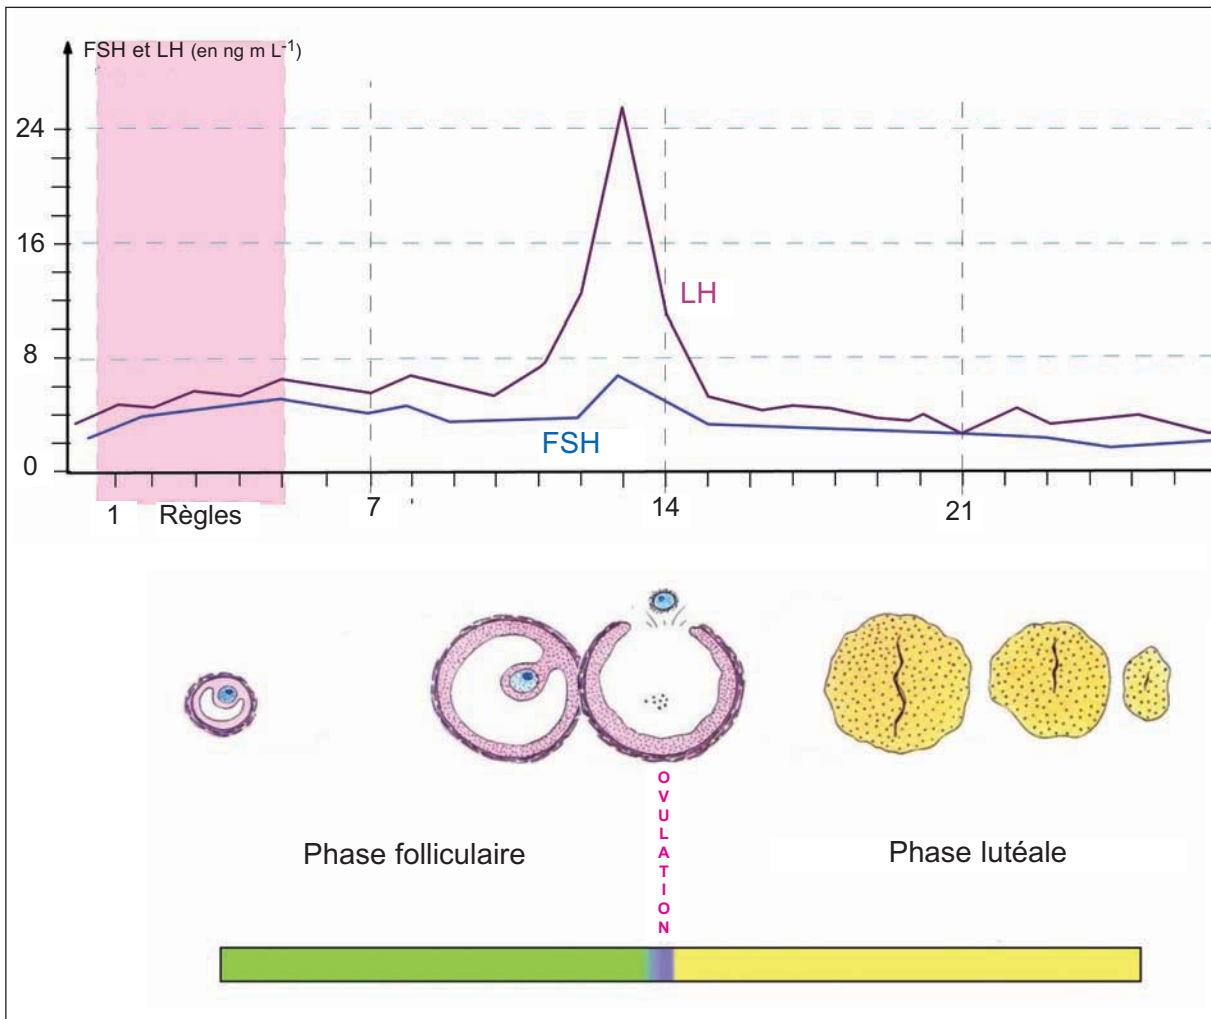 FSH et LH (en ng m L-1)
24
16
LH
8
FSH
0
1 Règles 7 14 21
OVULATION
Phase folliculaire Phase lutéale